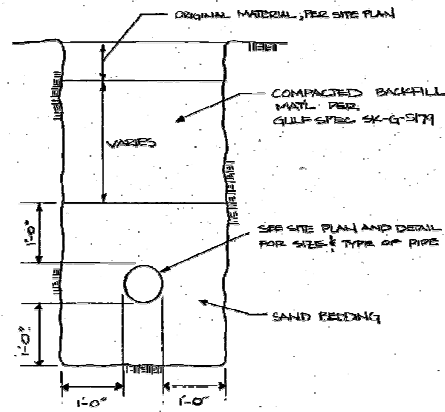 ORIGINAL MATERIAL, PER SITE PLAN
COMPACTED BACKFILL
MAT'L PER
GULF SPEC SK-G-5179
VARIES
1'-0"
SEE SITE PLAN AND DETAIL
FOR SIZE & TYPE OF PIPE
1'-0"
SAND BEDDING
1'-0"
1'-0"